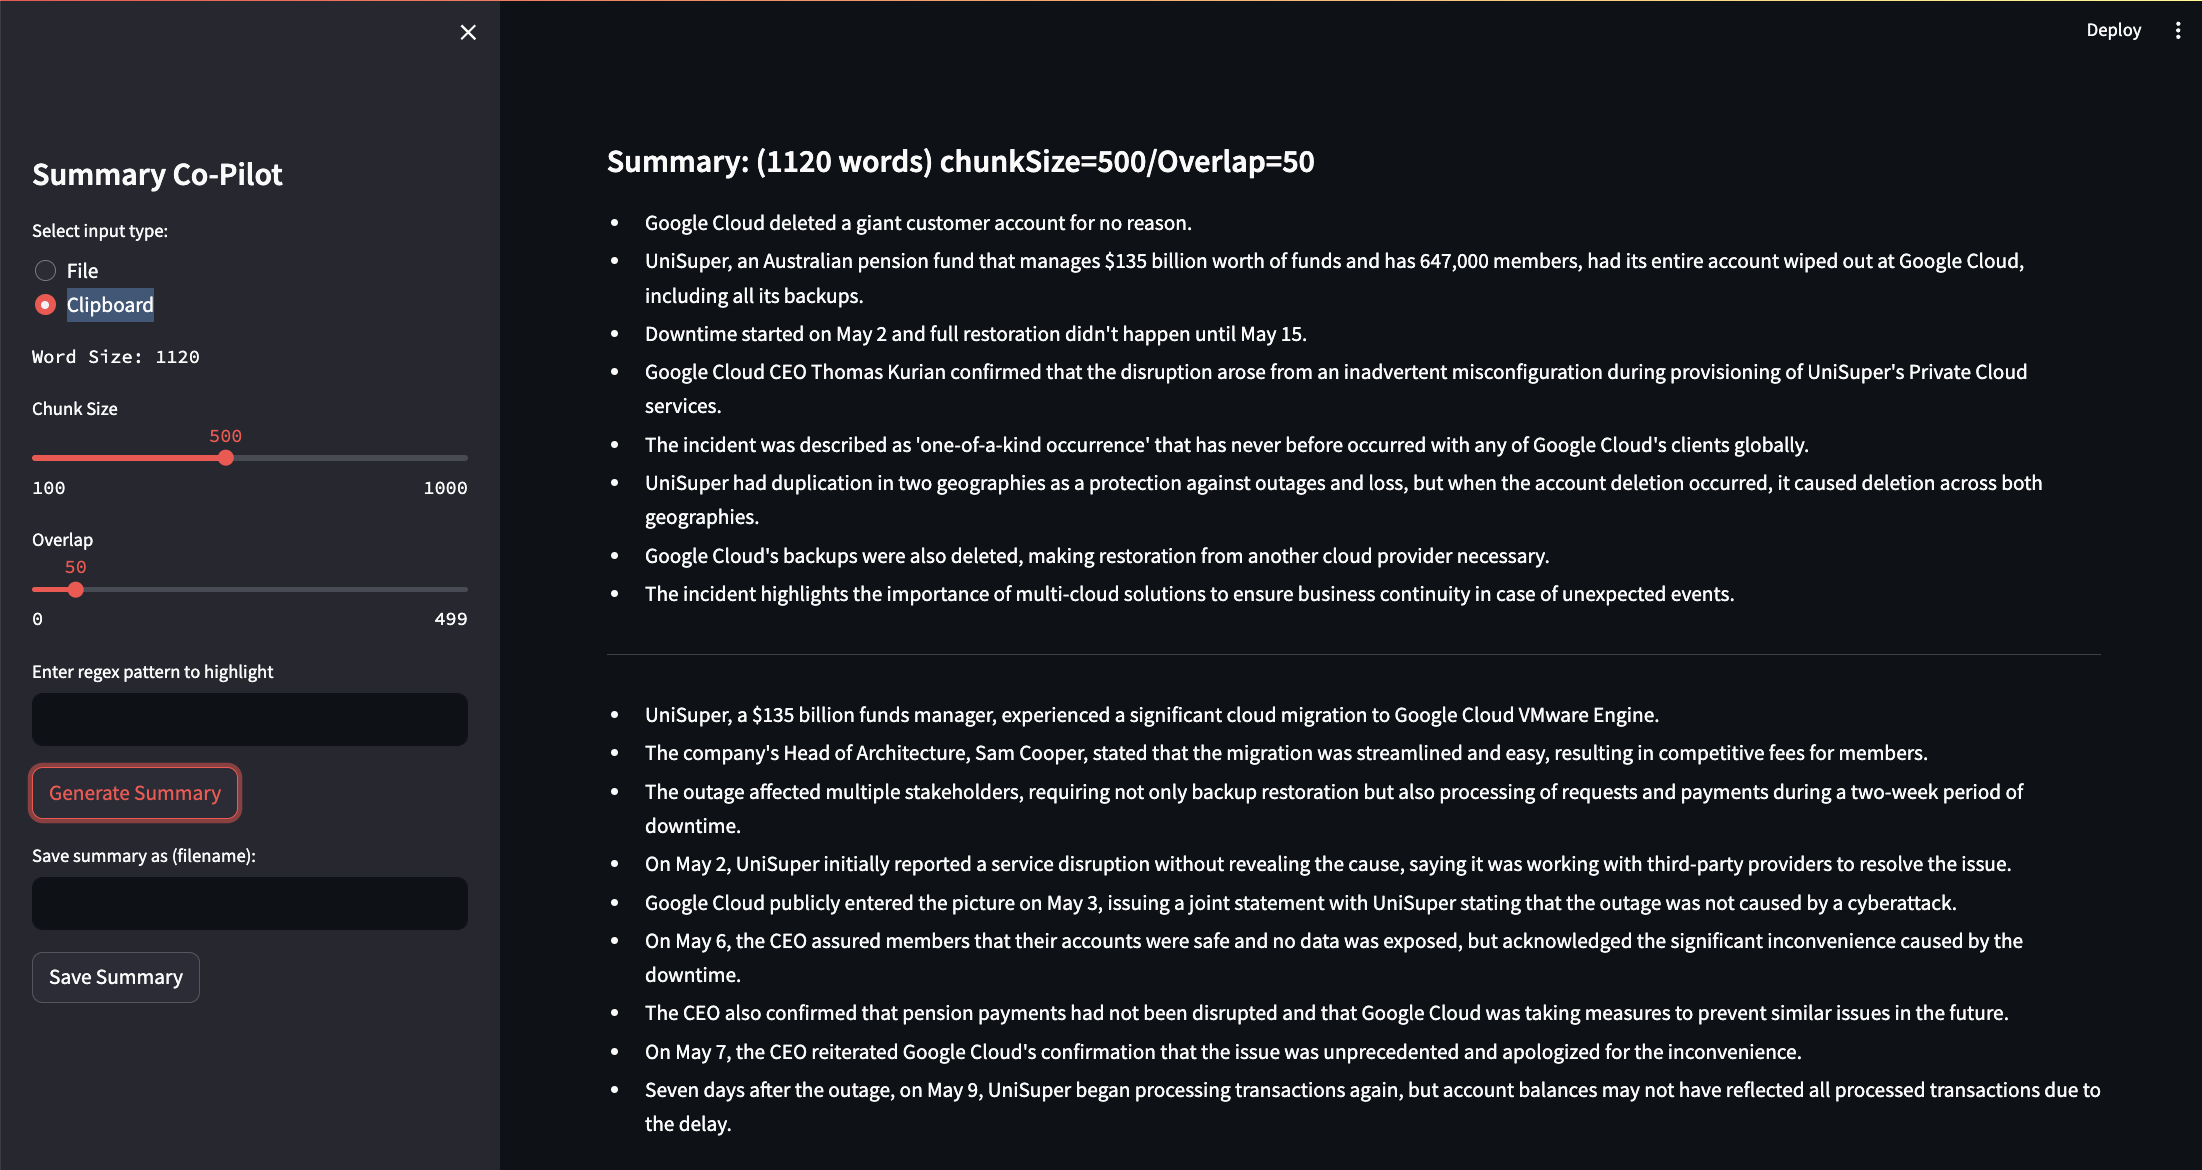 Deploy
Summary Co-Pilot
Select input type:
File
Clipboard
Word Size: 1120
Chunk Size
500
100 1000
Overlap
50
0 499
Enter regex pattern to highlight
Generate Summary
Save summary as (filename):
Save Summary
Summary: (1120 words) chunkSize=500/Overlap=50
• Google Cloud deleted a giant customer account for no reason.
• UniSuper, an Australian pension fund that manages $135 billion worth of funds and has 647,000 members, had its entire account wiped out at Google Cloud,
including all its backups.
• Downtime started on May 2 and full restoration didn't happen until May 15.
• Google Cloud CEO Thomas Kurian confirmed that the disruption arose from an inadvertent misconfiguration during provisioning of UniSuper's Private Cloud
services.
• The incident was described as 'one-of-a-kind occurrence' that has never before occurred with any of Google Cloud's clients globally.
• UniSuper had duplication in two geographies as a protection against outages and loss, but when the account deletion occurred, it caused deletion across both
geographies.
• Google Cloud's backups were also deleted, making restoration from another cloud provider necessary.
• The incident highlights the importance of multi-cloud solutions to ensure business continuity in case of unexpected events.
• UniSuper, a $135 billion funds manager, experienced a significant cloud migration to Google Cloud VMware Engine.
• The company's Head of Architecture, Sam Cooper, stated that the migration was streamlined and easy, resulting in competitive fees for members.
• The outage affected multiple stakeholders, requiring not only backup restoration but also processing of requests and payments during a two-week period of
downtime.
• On May 2, UniSuper initially reported a service disruption without revealing the cause, saying it was working with third-party providers to resolve the issue.
• Google Cloud publicly entered the picture on May 3, issuing a joint statement with UniSuper stating that the outage was not caused by a cyberattack.
• On May 6, the CEO assured members that their accounts were safe and no data was exposed, but acknowledged the significant inconvenience caused by the
downtime.
• The CEO also confirmed that pension payments had not been disrupted and that Google Cloud was taking measures to prevent similar issues in the future.
• On May 7, the CEO reiterated Google Cloud's confirmation that the issue was unprecedented and apologized for the inconvenience.
• Seven days after the outage, on May 9, UniSuper began processing transactions again, but account balances may not have reflected all processed transactions due to
the delay.